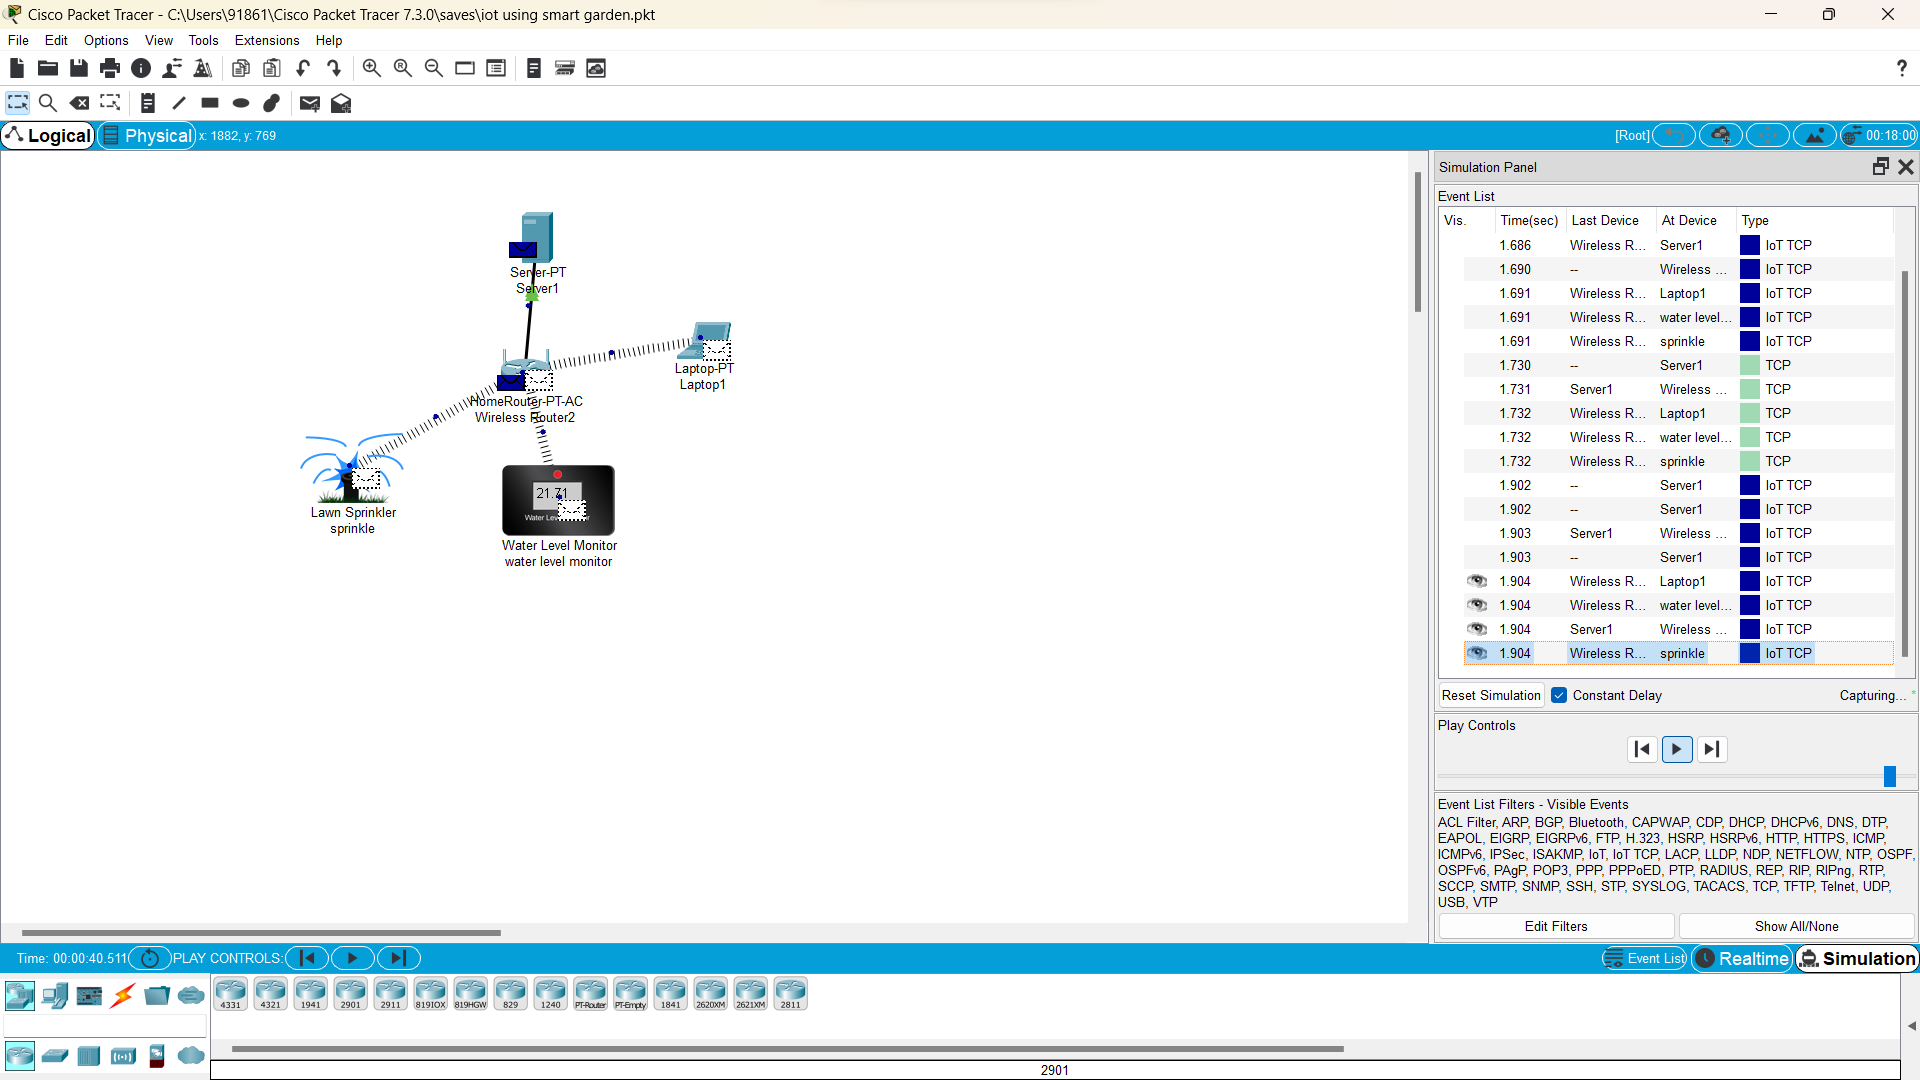 Cisco Packet Tracer - C:\Users\91861\Cisco Packet Tracer 7.3.0\saves\iot using smart garden.pkt
File Edit Options View Tools Extensions Help
?
Logical Physical x: 1882, y: 769 [Root] 00:18:00
Simulation Panel
Event List
Vis. Time(sec) Last Device At Device Type
1.686 Wireless R... Server1 IoT TCP
1.690 -- Wireless ... IoT TCP
1.691 Wireless R... Laptop1 IoT TCP
1.691 Wireless R... water level... IoT TCP
1.691 Wireless R... sprinkle IoT TCP
1.730 -- Server1 TCP
1.731 Server1 Wireless ... TCP
1.732 Wireless R... Laptop1 TCP
1.732 Wireless R... water level... TCP
1.732 Wireless R... sprinkle TCP
1.902 -- Server1 IoT TCP
1.902 -- Server1 IoT TCP
1.903 Server1 Wireless ... IoT TCP
1.903 -- Server1 IoT TCP
1.904 Wireless R... Laptop1 IoT TCP
1.904 Wireless R... water level... IoT TCP
1.904 Server1 Wireless ... IoT TCP
1.904 Wireless R... sprinkle IoT TCP
Server-PT
Server1
Laptop-PT
Laptop1
HomeRouter-PT-AC
Wireless Router2
Lawn Sprinkler
sprinkle
21.71
Water Level Monitor
water level monitor
Reset Simulation Constant Delay Capturing... *
Play Controls
Event List Filters - Visible Events
ACL Filter, ARP, BGP, Bluetooth, CAPWAP, CDP, DHCP, DHCPv6, DNS, DTP,
EAPOL, EIGRP, EIGRPv6, FTP, H.323, HSRP, HSRPv6, HTTP, HTTPS, ICMP,
ICMPv6, IPSec, ISAKMP, IoT, IoT TCP, LACP, LLDP, NDP, NETFLOW, NTP, OSPF,
OSPFv6, PAgP, POP3, PPP, PPPoED, PTP, RADIUS, REP, RIP, RIPng, RTP,
SCCP, SMTP, SNMP, SSH, STP, SYSLOG, TACACS, TCP, TFTP, Telnet, UDP,
USB, VTP
Edit Filters Show All/None
Time: 00:00:40.511 PLAY CONTROLS: Event List Realtime Simulation
4331 4321 1941 2901 2911 819IOX 819HGW 829 1240 PT-Router PT-Empty 1841 2620XM 2621XM 2811
2901